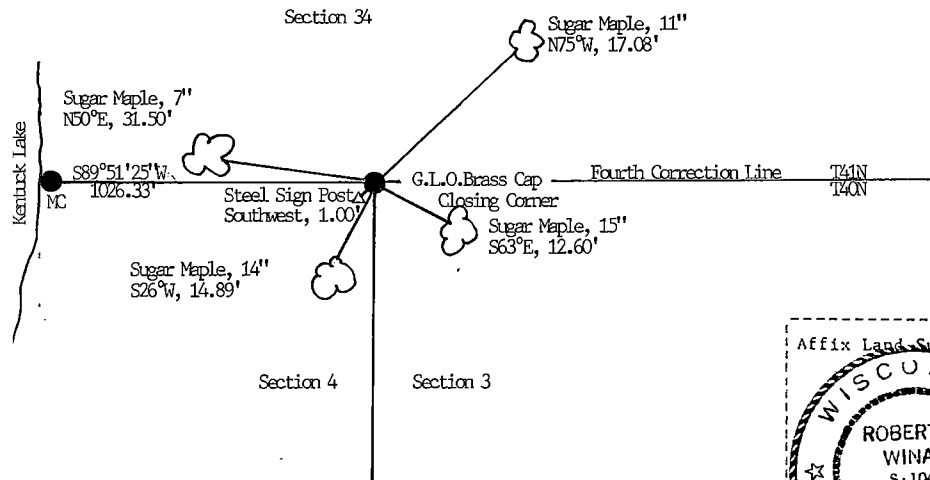 Section 34
Sugar Maple, 11"
N75°W, 17.08'
Sugar Maple, 7"
N50°E, 31.50'
Kentuck Lake
S89°51'25"W
1026.33'
MC
Steel Sign Post
Southwest, 1.00'
G.L.O.Brass Cap
Closing Corner
Fourth Correction Line
T41N
T40N
Sugar Maple, 15"
S63°E, 12.60'
Sugar Maple, 14"
S26°W, 14.89'
Section 4
Section 3
Affix Land
ROBERT